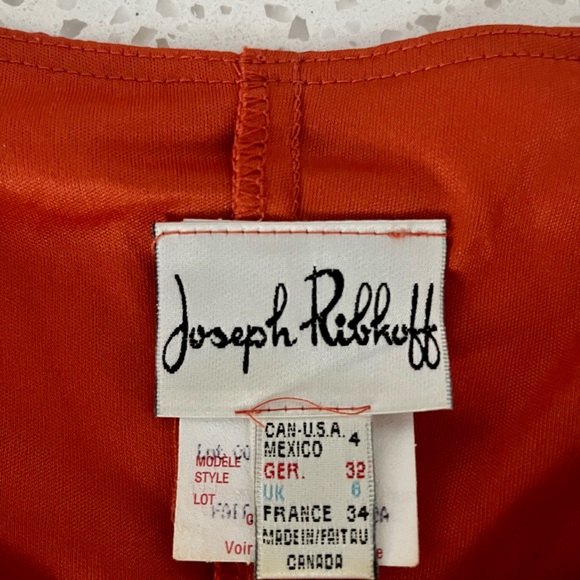 Joseph Ribkoff
CAN-U.S.A. 4
MEXICO
GER. 32
UK 6
FRANCE 34
MADE IN/FAIT AU
CANADA
MODELE
STYLE
LOT
Voir